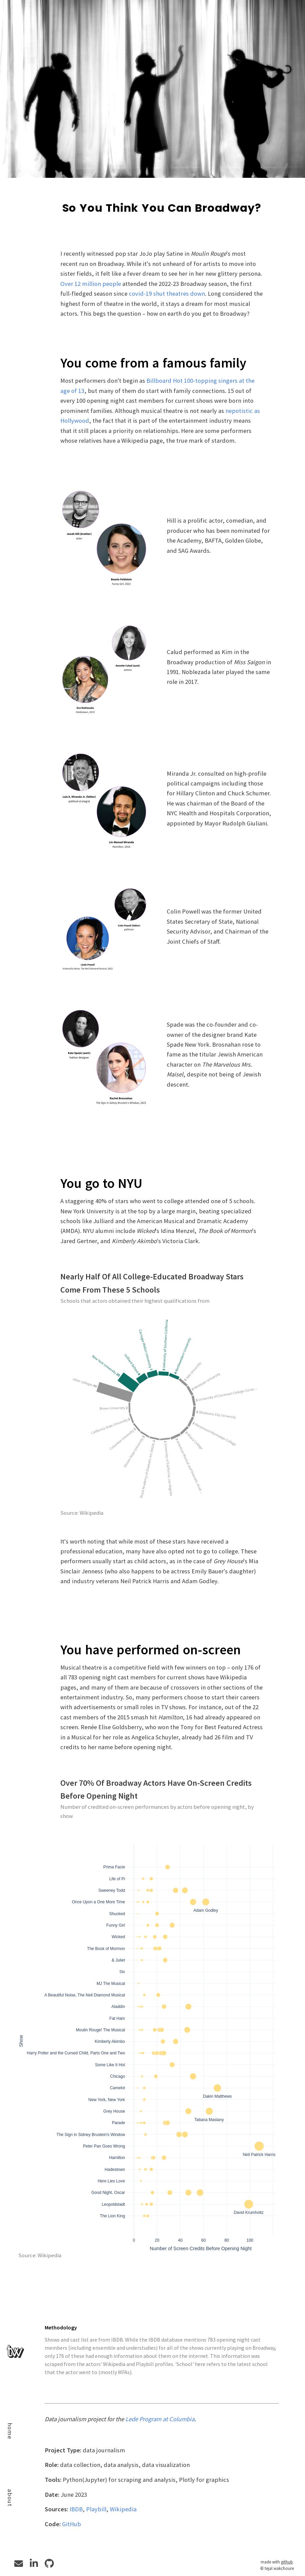 So You Think You Can Broadway?
I recently witnessed pop star JoJo play Satine in Moulin Rouge's most
recent run on Broadway. While it's not unheard of for artists to move into
sister fields, it felt like a fever dream to see her in her new glittery persona.
Over 12 million people attended the 2022-23 Broadway season, the first
full-fledged season since covid-19 shut theatres down. Long considered the
highest form of theatre in the world, it stays a dream for most musical
actors. This begs the question – how on earth do you get to Broadway?
You come from a famous family
Most performers don't begin as Billboard Hot 100-topping singers at the
age of 13, but many of them do start with family connections. 15 out of
every 100 opening night cast members for current shows were born into
prominent families. Although musical theatre is not nearly as nepotistic as
Hollywood, the fact that it is part of the entertainment industry means
that it still places a priority on relationships. Here are some performers
whose relatives have a Wikipedia page, the true mark of stardom.
Jonah Hill (brother)
actor
Beanie Feldstein
Funny Girl, 2022
Hill is a prolific actor, comedian, and
producer who has been nominated for
the Academy, BAFTA, Golden Globe,
and SAG Awards.
Annette Calud (aunt)
actress
Eva Noblezada
Hadestown, 2019
Calud performed as Kim in the
Broadway production of Miss Saigon in
1991. Noblezada later played the same
role in 2017.
Luis A. Miranda Jr. (father)
political strategist
Lin-Manuel Miranda
Hamilton, 2015
Miranda Jr. consulted on high-profile
political campaigns including those
for Hillary Clinton and Chuck Schumer.
He was chairman of the Board of the
NYC Health and Hospitals Corporation,
appointed by Mayor Rudolph Giuliani.
Colin Powell (father)
politician
Linda Powell
Colin Powell was the former United
States Secretary of State, National
Security Advisor, and Chairman of the
Joint Chiefs of Staff.
Kate Spade (aunt)
fashion designer
Rachel Brosnahan
The Sign in Sidney Brustein's Window, 2023
Spade was the co-founder and co-
owner of the designer brand Kate
Spade New York. Brosnahan rose to
fame as the titular Jewish American
character on The Marvelous Mrs.
Maisel, despite not being of Jewish
descent.
You go to NYU
A staggering 40% of stars who went to college attended one of 5 schools.
New York University is at the top by a large margin, beating specialized
schools like Julliard and the American Musical and Dramatic Academy
(AMDA). NYU alumni include Wicked's Idina Menzel, The Book of Mormon's
Jared Gertner, and Kimberly Akimbo's Victoria Clark.
Nearly Half Of All College-Educated Broadway Stars
Come From These 5 Schools
Schools that actors obtained their highest qualifications from
New York University
Source: Wikipedia
It's worth noting that while most of these stars have received a
professional education, many have also opted not to go to college. These
performers usually start as child actors, as in the case of Grey House's Mia
Sinclair Jenness (who also happens to be actress Emily Bauer's daughter)
and industry veterans Neil Patrick Harris and Adam Godley.
You have performed on-screen
Musical theatre is a competitive field with few winners on top – only 176 of
all 783 opening night cast members for current shows have Wikipedia
pages, and many of them are because of crossovers in other sections of the
entertainment industry. So, many performers choose to start their careers
with advertisements or small roles in TV shows. For instance, out of the 22
cast members of the 2015 smash hit Hamilton, 16 had already appeared on
screen. Renée Elise Goldsberry, who won the Tony for Best Featured Actress
in a Musical for her role as Angelica Schuyler, already had 26 film and TV
credits to her name before opening night.
Over 70% Of Broadway Actors Have On-Screen Credits
Before Opening Night
Number of credited on-screen performances by actors before opening night, by
show
Show
Prima Facie
Life of Pi
Sweeney Todd
Once Upon a One More Time
Adam Godley
Shucked
Funny Girl
Wicked
The Book of Mormon
& Juliet
Six
MJ The Musical
A Beautiful Noise, The Neil Diamond Musical
Aladdin
Fat Ham
Moulin Rouge! The Musical
Kimberly Akimbo
Harry Potter and the Cursed Child, Parts One and Two
Some Like It Hot
Chicago
Camelot
Dakin Matthews
New York, New York
Grey House
Tatiana Maslany
Parade
The Sign in Sidney Brustein's Window
Peter Pan Goes Wrong
Neil Patrick Harris
Hamilton
Hadestown
Here Lies Love
Good Night, Oscar
Leopoldstadt
David Krumholtz
The Lion King
0 20 40 60 80 100
Number of Screen Credits Before Opening Night
Source: Wikipedia
tw
home
about
Methodology
Shows and cast list are from IBDB. While the IBDB database mentions 783 opening night cast
members (including ensemble and understudies) for all of the shows currently playing on Broadway,
only 176 of these had enough information about them on the internet. This information was
scraped from the actors' Wikipedia and Playbill profiles. 'School' here refers to the latest school
that the actor went to (mostly MFAs).
Data journalism project for the Lede Program at Columbia.
Project Type: data journalism
Role: data collection, data analysis, data visualization
Tools: Python(Jupyter) for scraping and analysis, Plotly for graphics
Date: June 2023
Sources: IBDB, Playbill, Wikipedia
Code: GitHub
made with github.
© tejal wakchoure